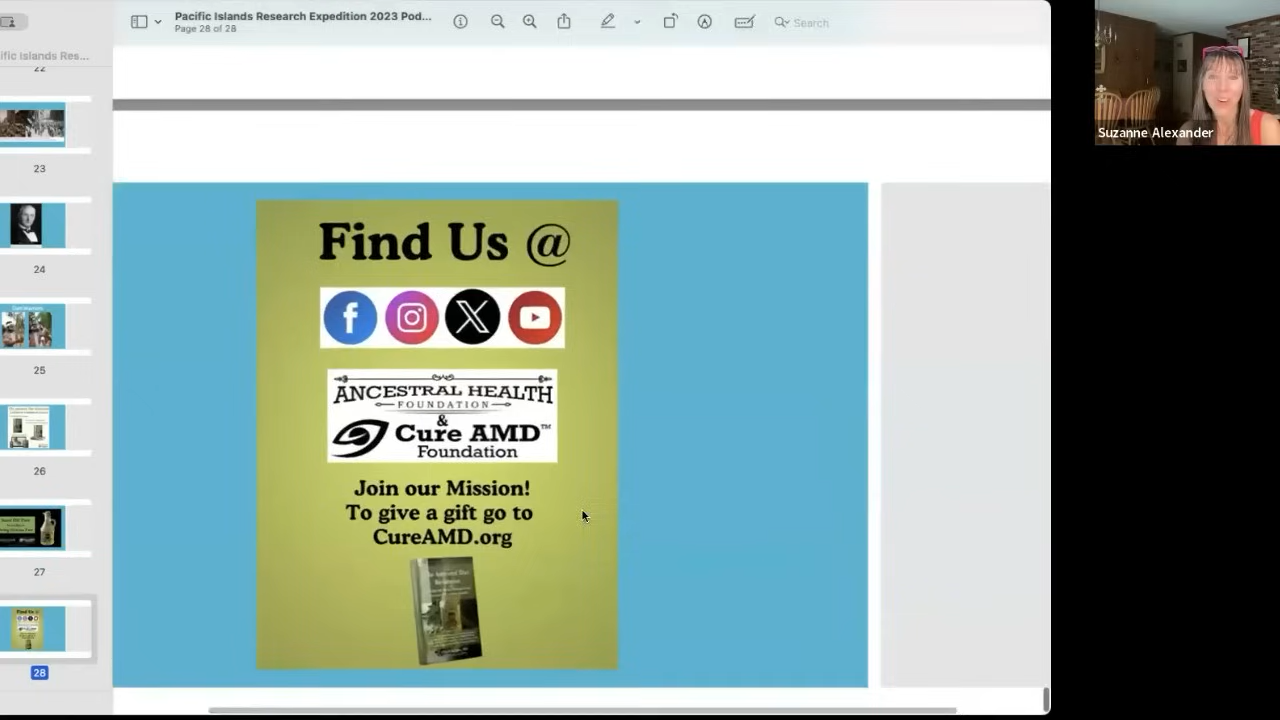 Pacific Islands Research Expedition 2023 Pod...
Page 28 of 28
Search
ific Islands Res...
22
23
24
25
26
27
28
Find Us @
ANCESTRAL HEALTH
FOUNDATION
&
Cure AMD™
Foundation
Join our Mission!
To give a gift go to
CureAMD.org
Suzanne Alexander